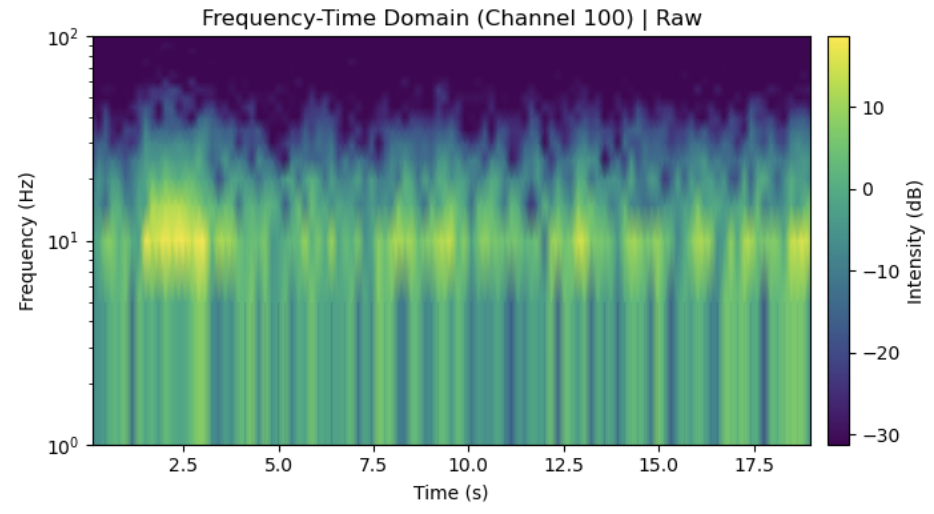 Frequency-Time Domain (Channel 100) | Raw
10²
10¹
10⁰
Frequency (Hz)
2.5 5.0 7.5 10.0 12.5 15.0 17.5
Time (s)
10
0
−10
−20
−30
Intensity (dB)